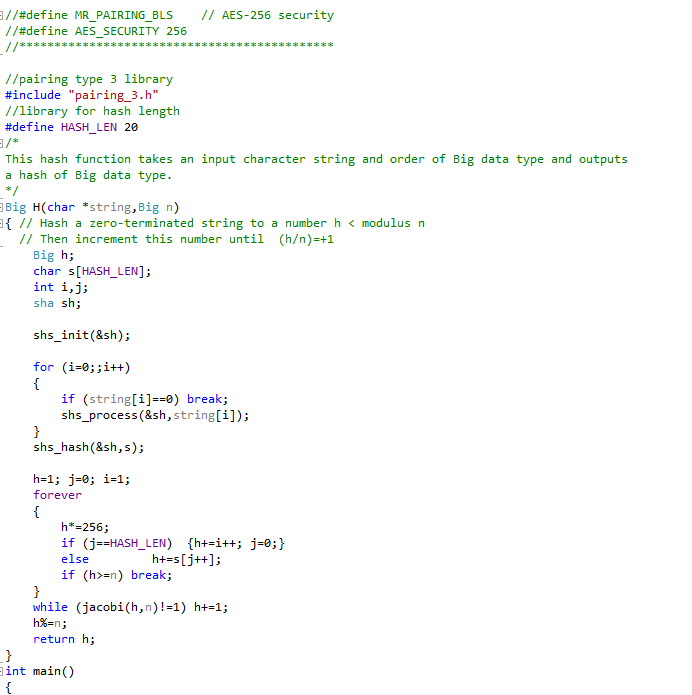 //#define MR_PAIRING_BLS    // AES-256 security
//#define AES_SECURITY 256
//*********************************************

//pairing type 3 library
#include "pairing_3.h"
//library for hash length
#define HASH_LEN 20
/*
This hash function takes an input character string and order of Big data type and outputs
a hash of Big data type.
*/
Big H(char *string,Big n)
{ // Hash a zero-terminated string to a number h < modulus n
  // Then increment this number until  (h/n)=+1
    Big h;
    char s[HASH_LEN];
    int i,j;
    sha sh;

    shs_init(&sh);

    for (i=0;;i++)
    {
        if (string[i]==0) break;
        shs_process(&sh,string[i]);
    }
    shs_hash(&sh,s);

    h=1; j=0; i=1;
    forever
    {
        h*=256;
        if (j==HASH_LEN)  {h+=i++; j=0;}
        else         h+=s[j++];
        if (h>=n) break;
    }
    while (jacobi(h,n)!=1) h+=1;
    h%=n;
    return h;
}
int main()
{